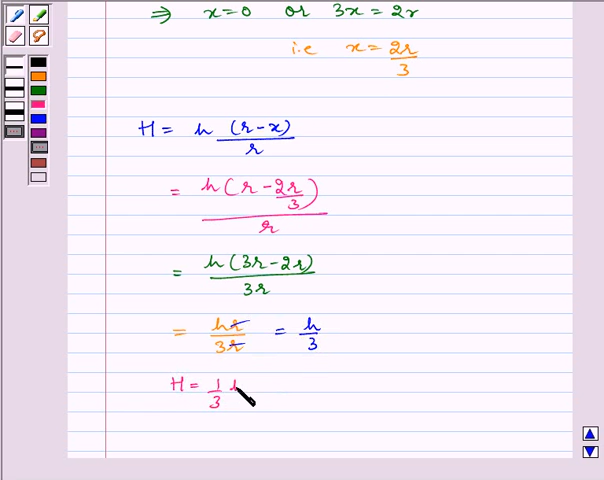 ⇒ x=0 or 3x = 2r
i.e x = 2r/3
H = h (r-x)/r
= h(r - 2r/3)/r
= h(3r-2r)/3r
= hr/3r = h/3
H = 1/3